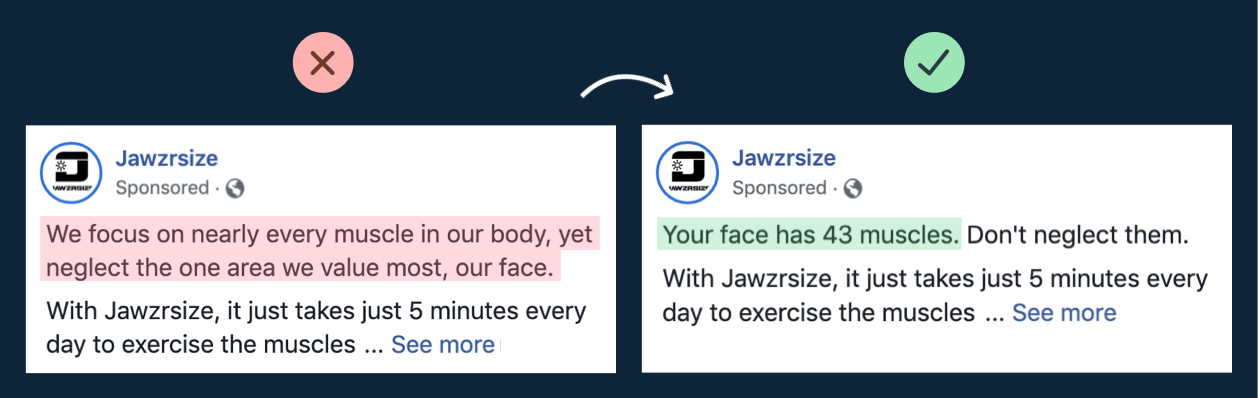 Jawzrsize
Sponsored ·
We focus on nearly every muscle in our body, yet
neglect the one area we value most, our face.
With Jawzrsize, it just takes just 5 minutes every
day to exercise the muscles ... See more
Jawzrsize
Sponsored ·
Your face has 43 muscles. Don't neglect them.
With Jawzrsize, it just takes just 5 minutes every
day to exercise the muscles ... See more